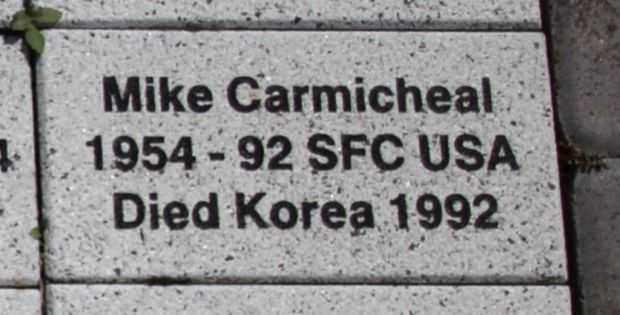 Mike Carmicheal
1954 - 92 SFC USA
Died Korea 1992